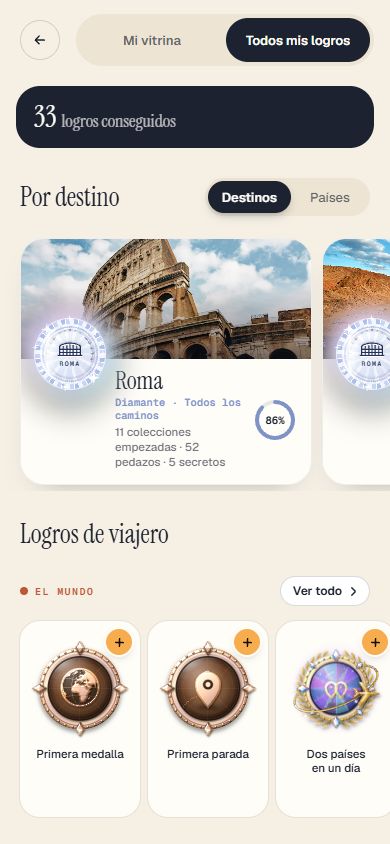 Mi vitrina
Todos mis logros
33 logros conseguidos
Por destino
Destinos
Países
ROMA
ROMA
Roma
Diamante · Todos los
caminos
11 colecciones
empezadas · 52
pedazos · 5 secretos
86%
Logros de viajero
EL MUNDO
Ver todo
Primera medalla
Primera parada
Dos países
en un día